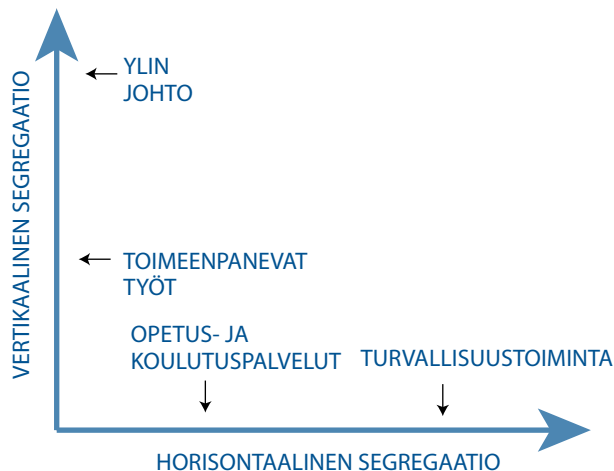 YLIN
JOHTO
VERTIKAALINEN SEGREGAATIO
TOIMEENPANEVAT
TYÖT
OPETUS- JA
KOULUTUSPALVELUT
TURVALLISUUSTOIMINTA
HORISONTAALINEN SEGREGAATIO